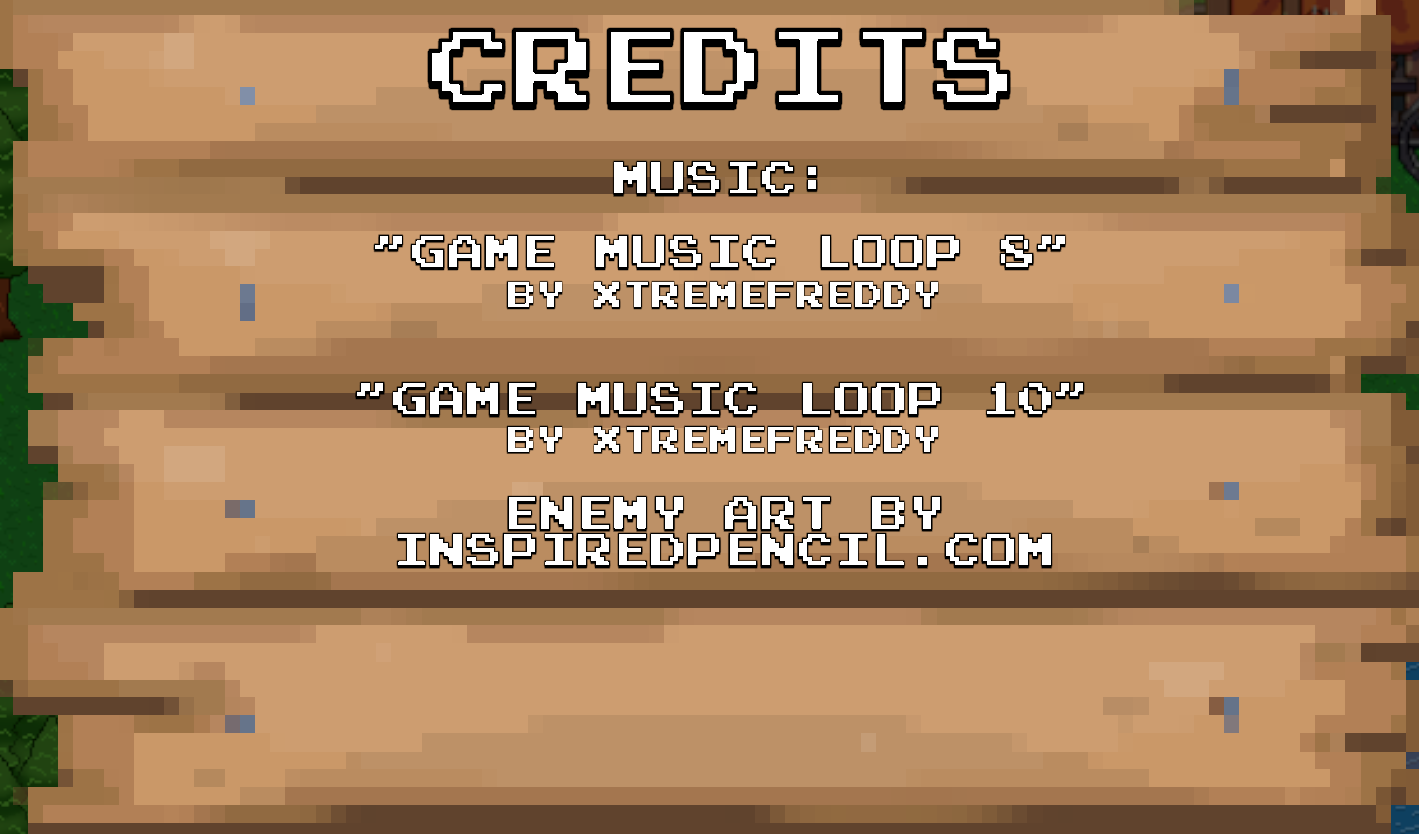 CREDITS
MUSIC:
"GAME MUSIC LOOP 8"
BY XTREMEFREDDY
"GAME MUSIC LOOP 10"
BY XTREMEFREDDY
ENEMY ART BY
INSPIREDPENCIL.COM